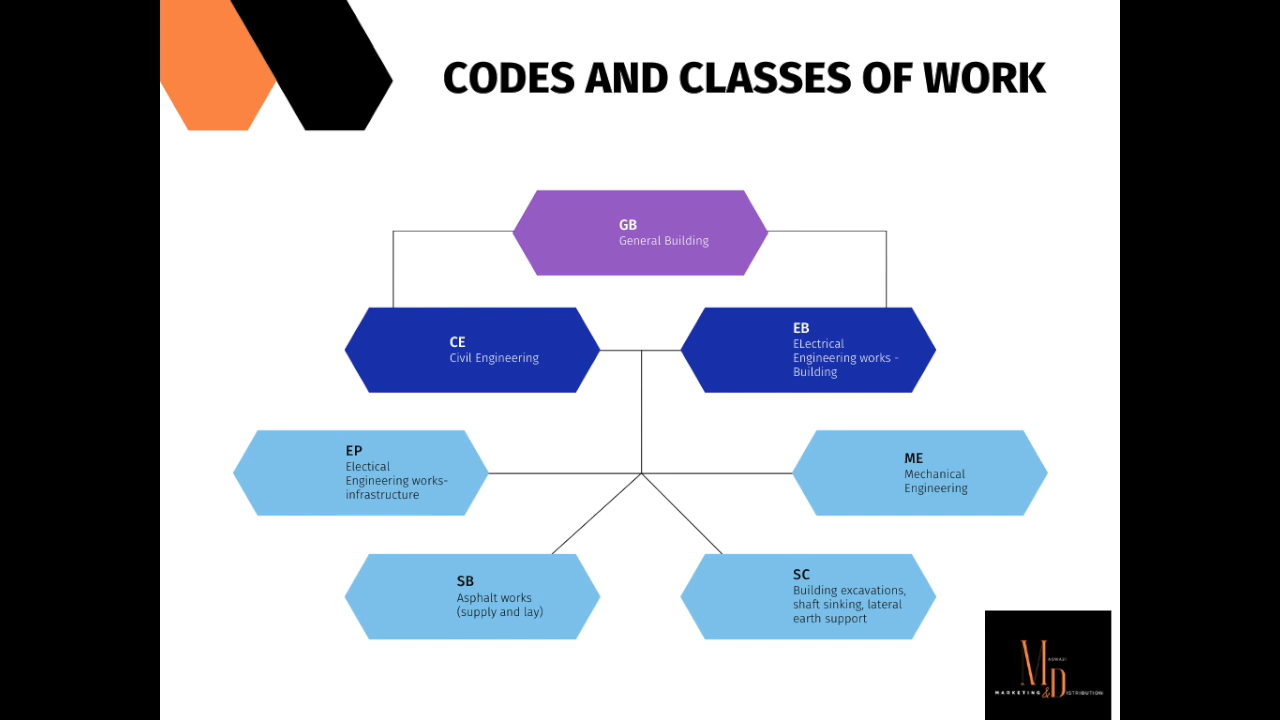 CODES AND CLASSES OF WORK
GB
General Building
CE
Civil Engineering
EB
ELectrical
Engineering works -
Building
EP
Electical
Engineering works-
infrastructure
ME
Mechanical
Engineering
SB
Asphalt works
(supply and lay)
SC
Building excavations,
shaft sinking, lateral
earth support
MARKETING & DISTRIBUTION